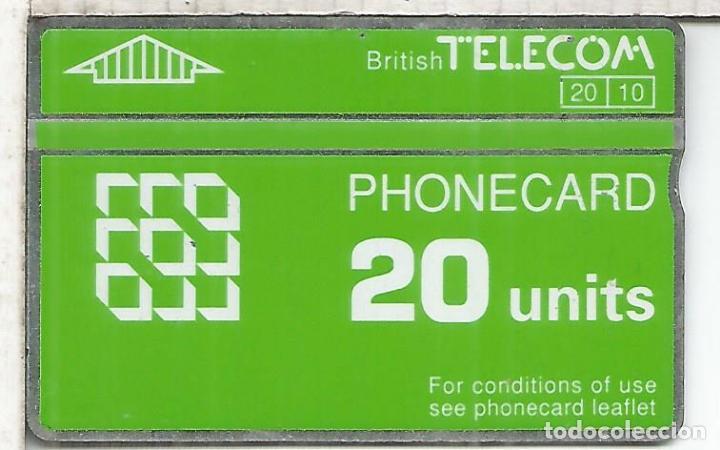 British TELECOM
20 10
PHONECARD
20 units
For conditions of use
see phonecard leaflet
todocoleccion